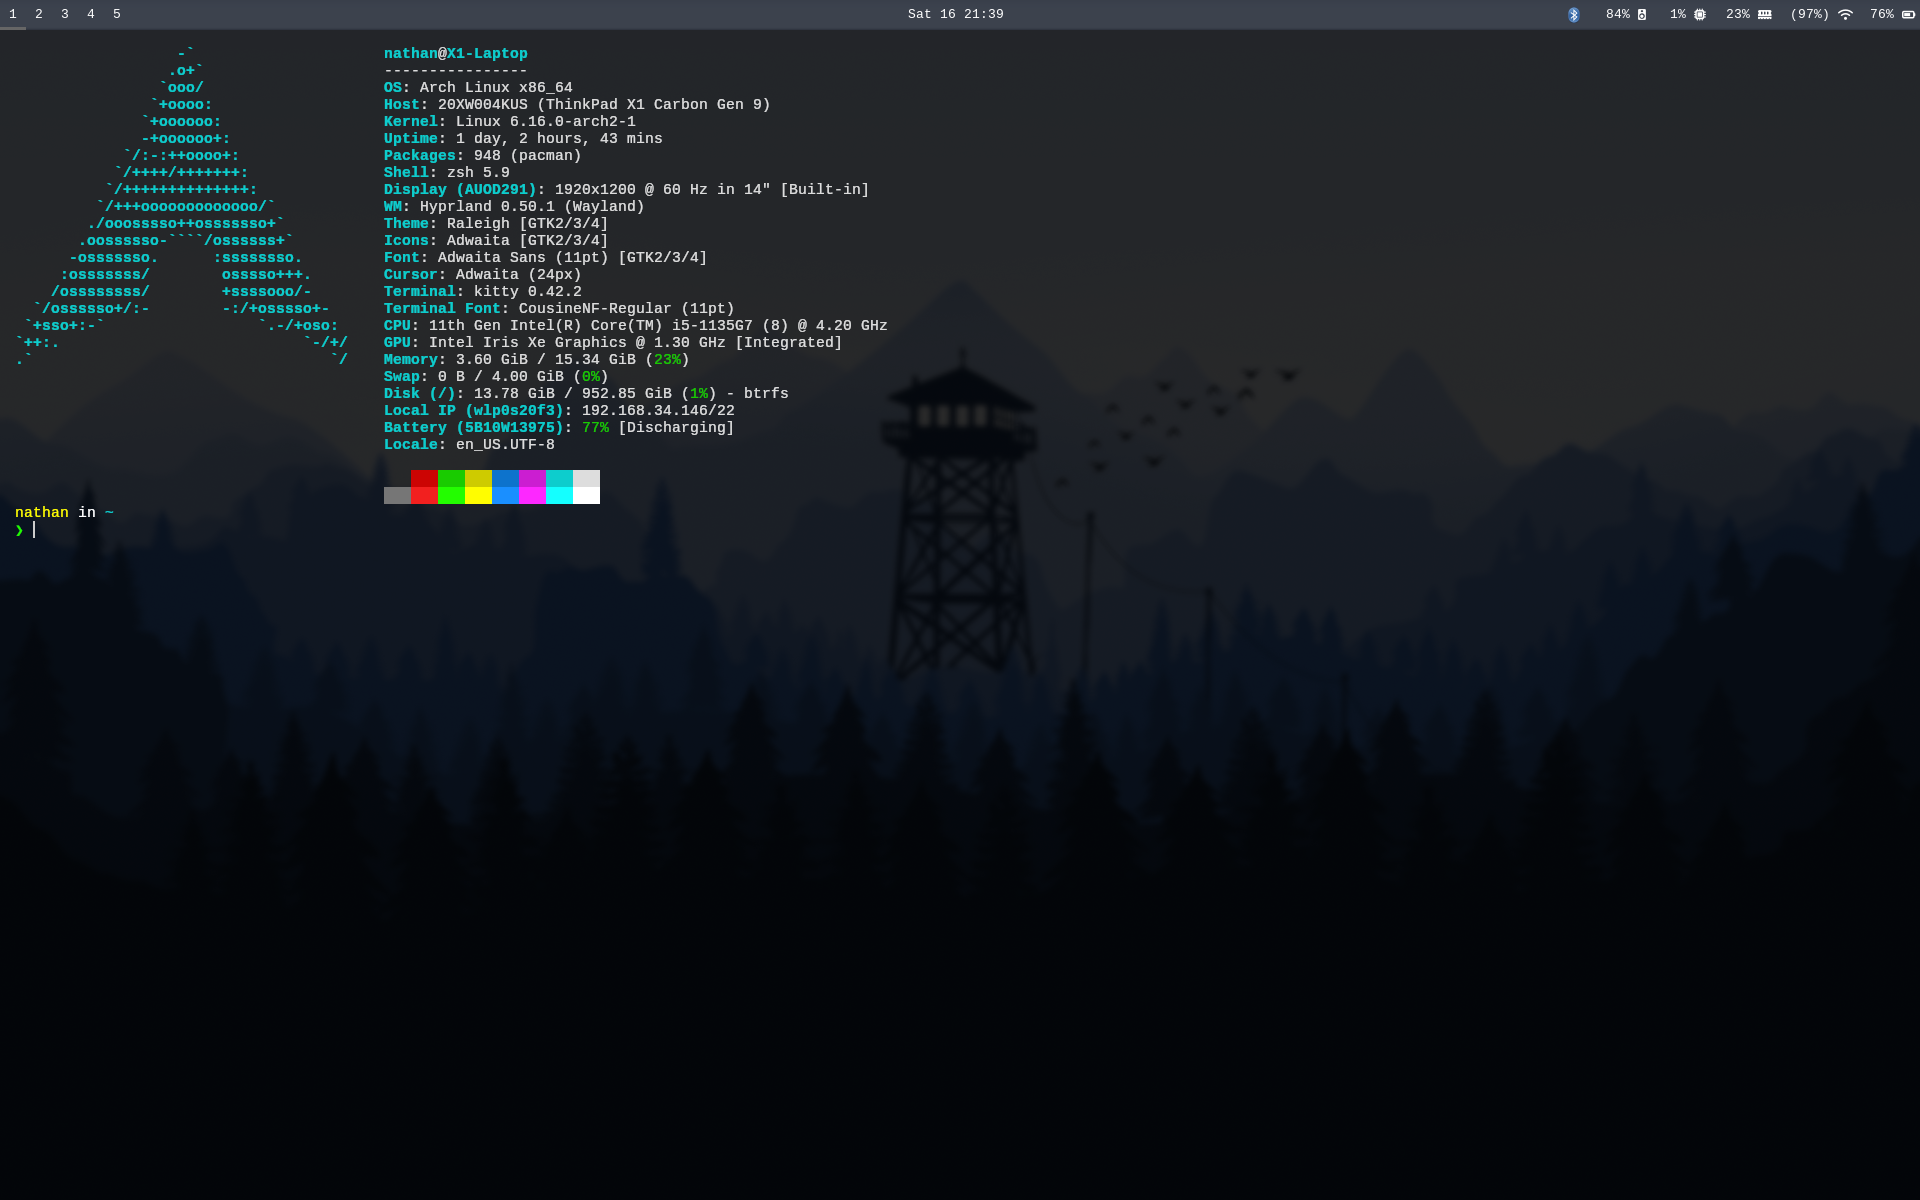 1 2 3 4 5 Sat 16 21:39 84% 1% 23% (97%) 76%
-`
.o+`
`ooo/
`+oooo:
`+oooooo:
-+oooooo+:
`/:-:++oooo+:
`/++++/+++++++:
`/++++++++++++++:
`/+++ooooooooooooo/`
./ooosssso++osssssso+`
.oossssso-````/ossssss+`
-osssssso. :ssssssso.
:osssssss/ osssso+++.
/ossssssss/ +ssssooo/-
`/ossssso+/:- -:/+osssso+-
`+sso+:-` `.-/+oso:
`++:. `-/+/
.` `/
nathan@X1-Laptop
----------------
OS: Arch Linux x86_64
Host: 20XW004KUS (ThinkPad X1 Carbon Gen 9)
Kernel: Linux 6.16.0-arch2-1
Uptime: 1 day, 2 hours, 43 mins
Packages: 948 (pacman)
Shell: zsh 5.9
Display (AUOD291): 1920x1200 @ 60 Hz in 14" [Built-in]
WM: Hyprland 0.50.1 (Wayland)
Theme: Raleigh [GTK2/3/4]
Icons: Adwaita [GTK2/3/4]
Font: Adwaita Sans (11pt) [GTK2/3/4]
Cursor: Adwaita (24px)
Terminal: kitty 0.42.2
Terminal Font: CousineNF-Regular (11pt)
CPU: 11th Gen Intel(R) Core(TM) i5-1135G7 (8) @ 4.20 GHz
GPU: Intel Iris Xe Graphics @ 1.30 GHz [Integrated]
Memory: 3.60 GiB / 15.34 GiB (23%)
Swap: 0 B / 4.00 GiB (0%)
Disk (/): 13.78 GiB / 952.85 GiB (1%) - btrfs
Local IP (wlp0s20f3): 192.168.34.146/22
Battery (5B10W13975): 77% [Discharging]
Locale: en_US.UTF-8
nathan in ~
❯